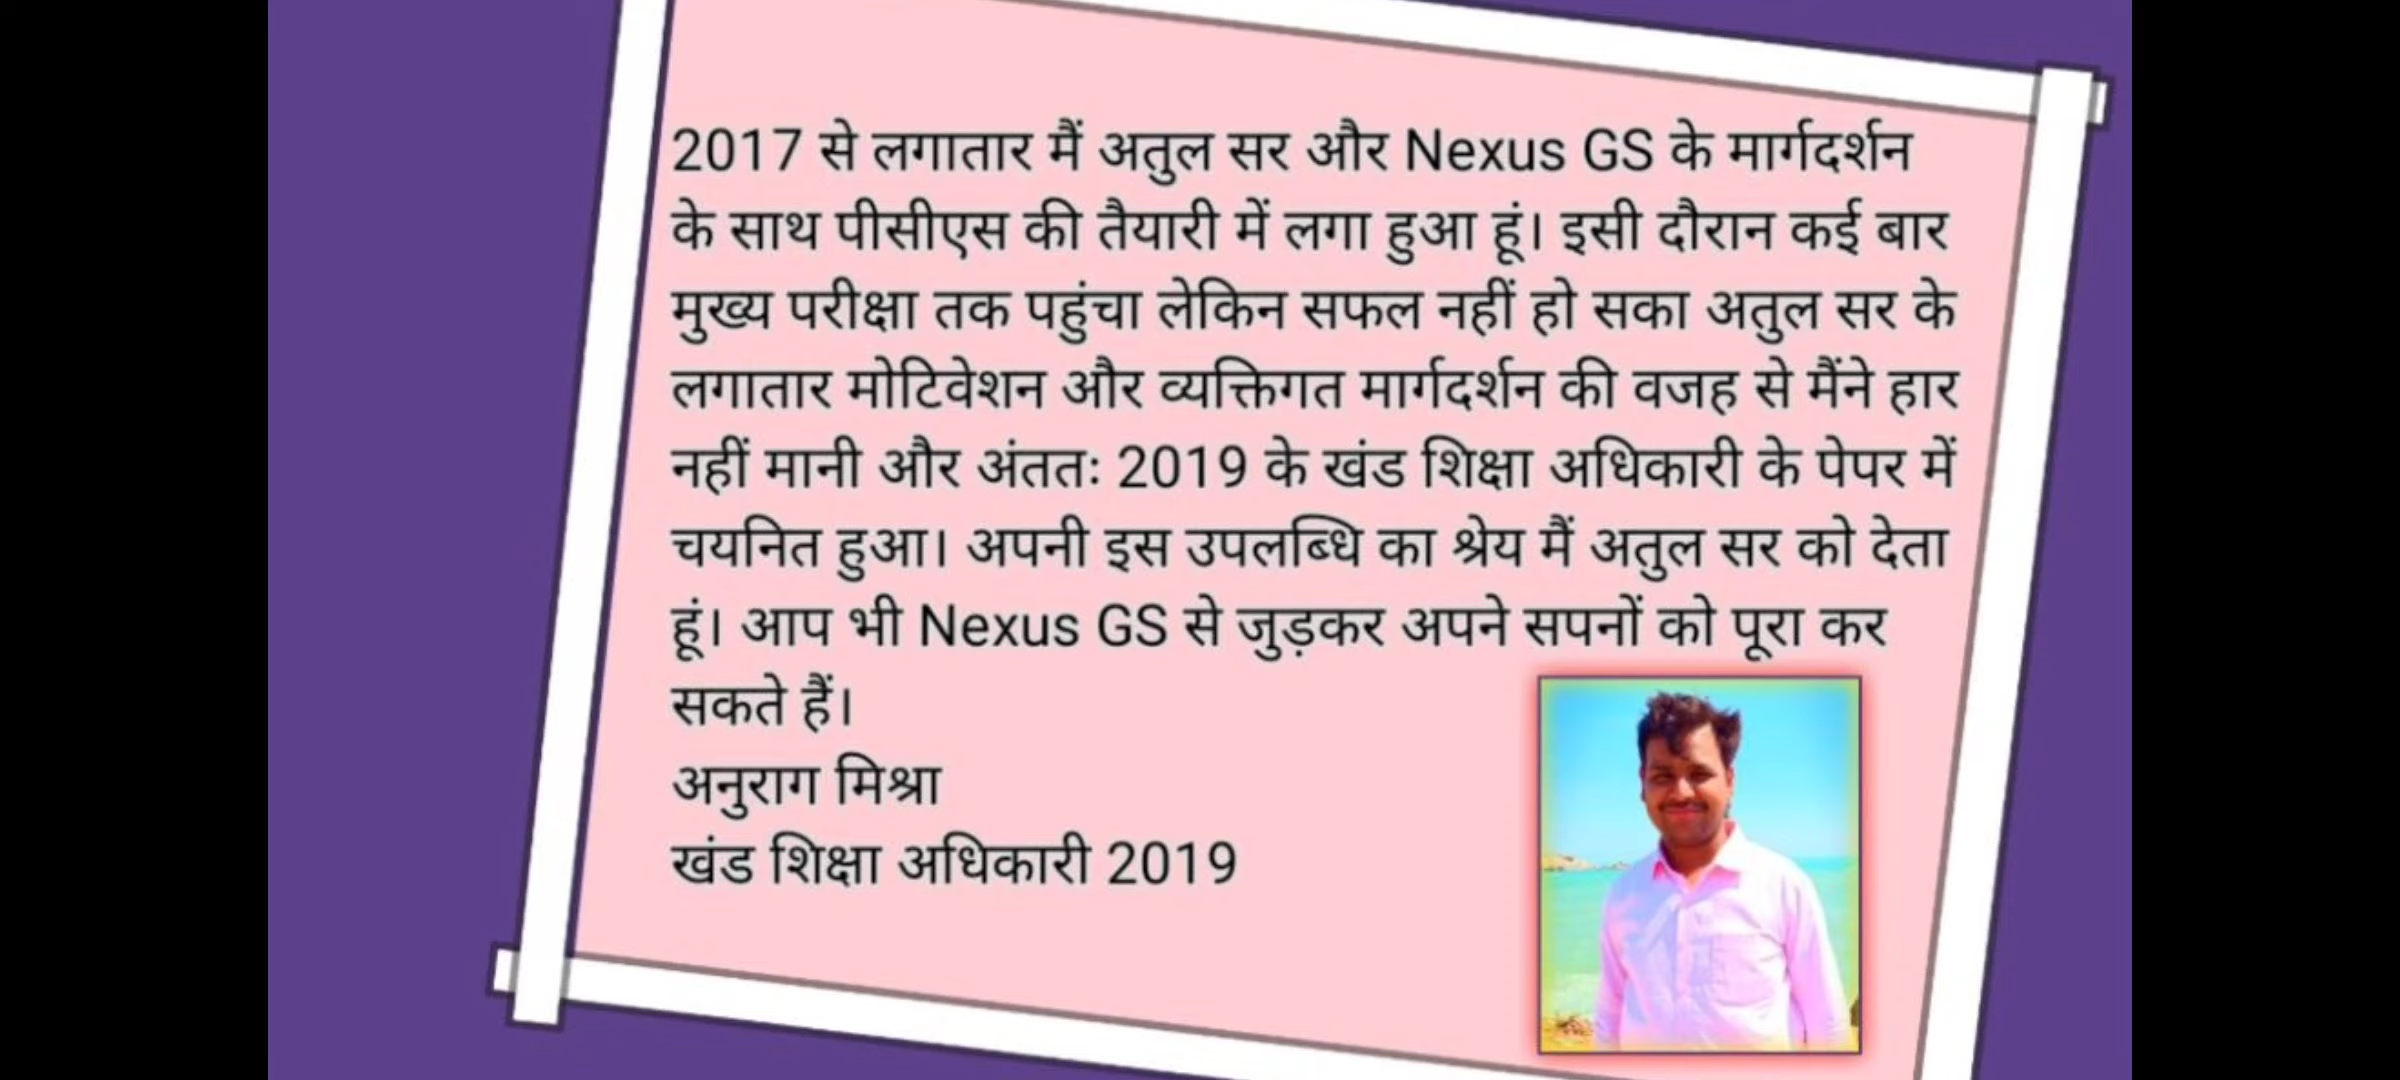 2017 से लगातार मैं अतुल सर और Nexus GS के मार्गदर्शन
के साथ पीसीएस की तैयारी में लगा हुआ हूं। इसी दौरान कई बार
मुख्य परीक्षा तक पहुंचा लेकिन सफल नहीं हो सका अतुल सर के
लगातार मोटिवेशन और व्यक्तिगत मार्गदर्शन की वजह से मैंने हार
नहीं मानी और अंततः 2019 के खंड शिक्षा अधिकारी के पेपर में
चयनित हुआ। अपनी इस उपलब्धि का श्रेय मैं अतुल सर को देता
हूं। आप भी Nexus GS से जुड़कर अपने सपनों को पूरा कर
सकते हैं।
अनुराग मिश्रा
खंड शिक्षा अधिकारी 2019